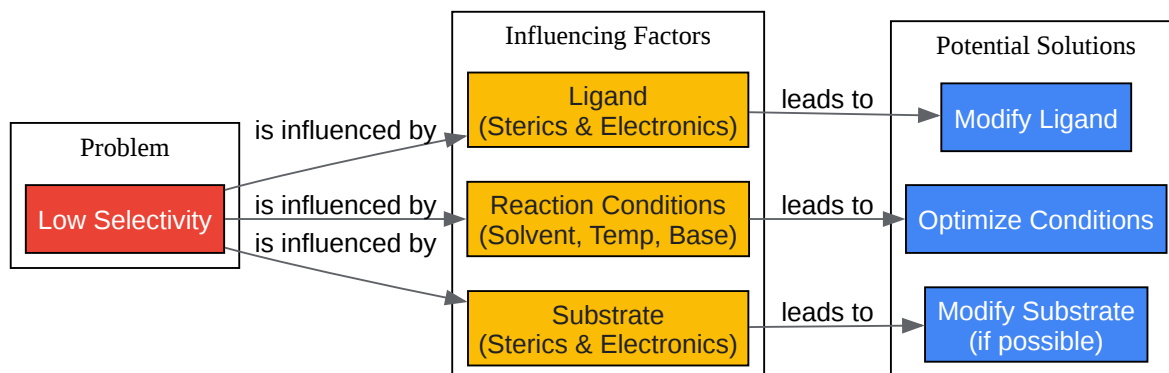 Problem
Low Selectivity
is influenced by
is influenced by
is influenced by
Influencing Factors
Ligand
(Sterics & Electronics)
Reaction Conditions
(Solvent, Temp, Base)
Substrate
(Sterics & Electronics)
leads to
leads to
leads to
Potential Solutions
Modify Ligand
Optimize Conditions
Modify Substrate
(if possible)